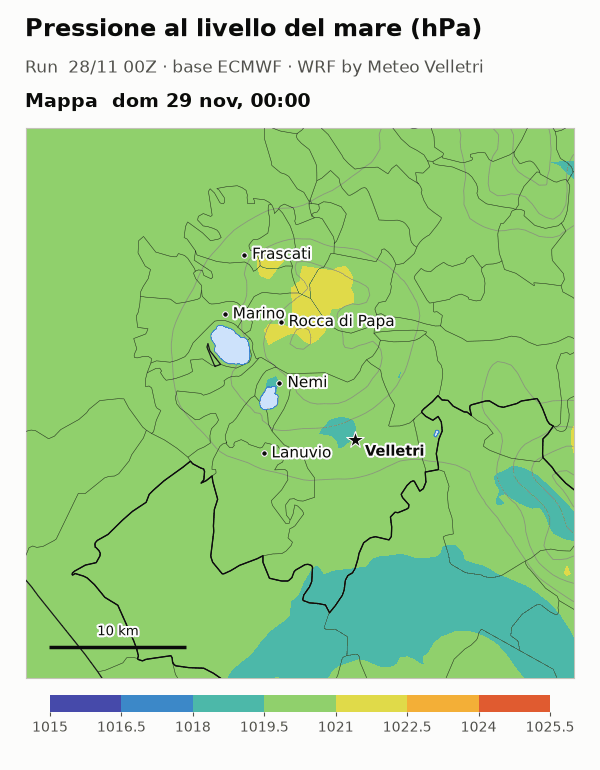 Pressione al livello del mare (hPa)
Run  28/11 00Z · base ECMWF · WRF by Meteo Velletri
Mappa  dom 29 nov, 00:00
Frascati
Marino
Rocca di Papa
Nemi
Velletri
Lanuvio
10 km
1015 1016.5 1018 1019.5 1021 1022.5 1024 1025.5